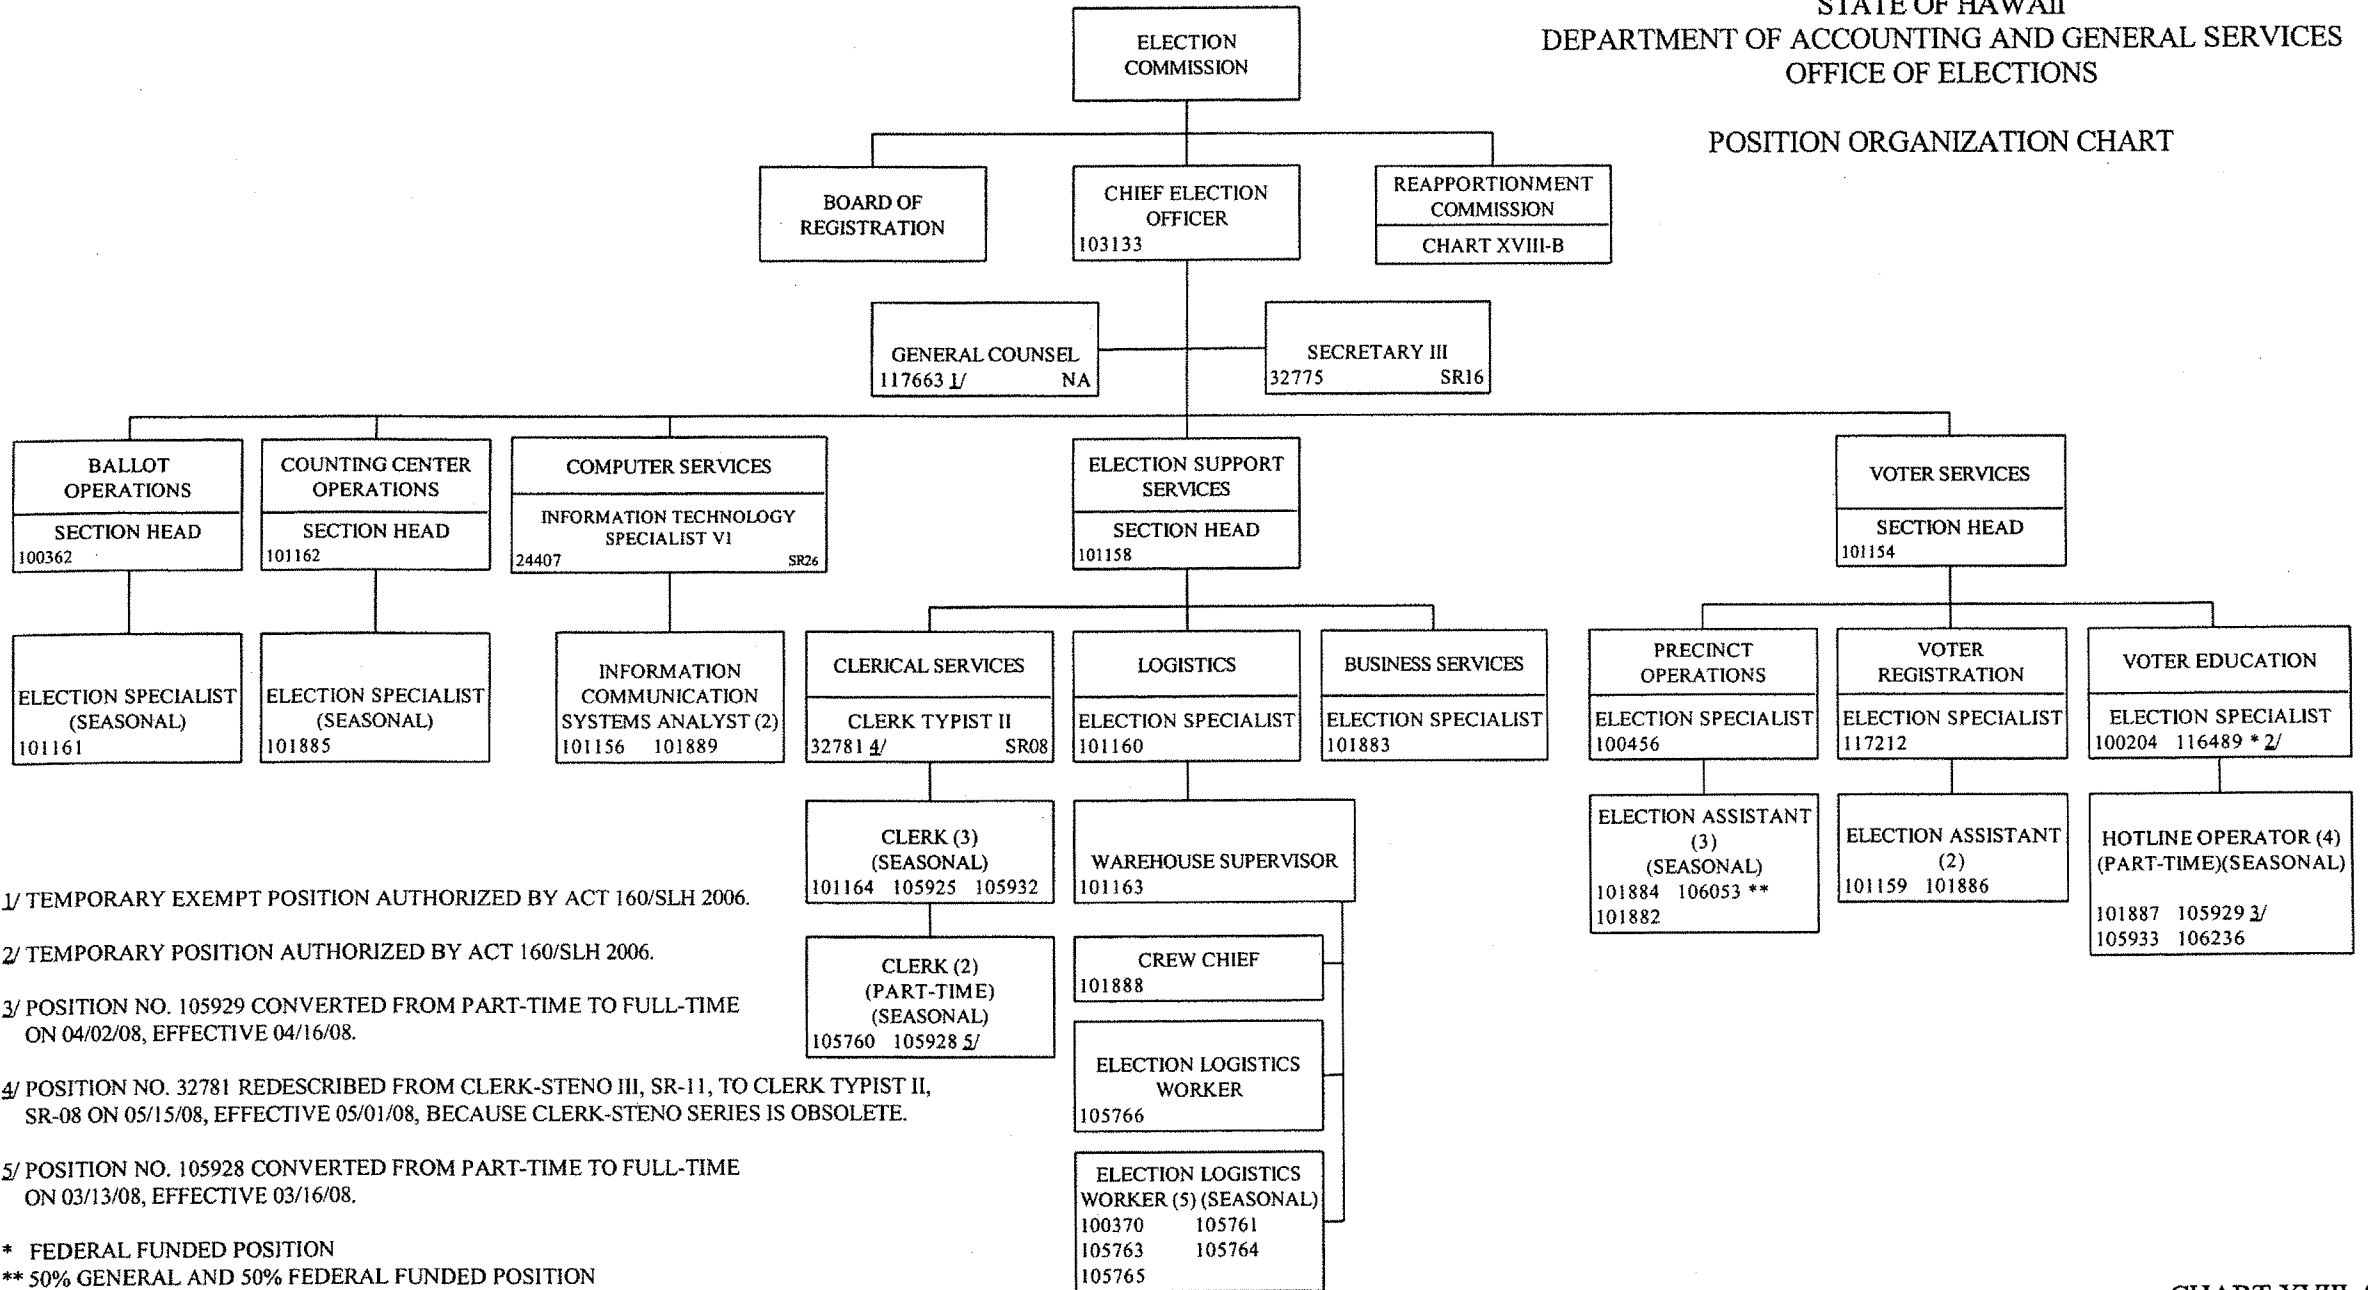 STATE OF HAWAII
DEPARTMENT OF ACCOUNTING AND GENERAL SERVICES
OFFICE OF ELECTIONS
POSITION ORGANIZATION CHART
ELECTION
COMMISSION
BOARD OF
REGISTRATION
CHIEF ELECTION
OFFICER
103133
REAPPORTIONMENT
COMMISSION
CHART XVIII-B
GENERAL COUNSEL
117663 1/ NA
SECRETARY III
32775 SR16
BALLOT
OPERATIONS
SECTION HEAD
100362
COUNTING CENTER
OPERATIONS
SECTION HEAD
101162
COMPUTER SERVICES
INFORMATION TECHNOLOGY
SPECIALIST VI
24407 SR26
ELECTION SUPPORT
SERVICES
SECTION HEAD
101158
VOTER SERVICES
SECTION HEAD
101154
ELECTION SPECIALIST
(SEASONAL)
101161
ELECTION SPECIALIST
(SEASONAL)
101885
INFORMATION
COMMUNICATION
SYSTEMS ANALYST (2)
101156 101889
CLERICAL SERVICES
CLERK TYPIST II
32781 4/ SR08
LOGISTICS
ELECTION SPECIALIST
101160
BUSINESS SERVICES
ELECTION SPECIALIST
101883
PRECINCT
OPERATIONS
ELECTION SPECIALIST
100456
VOTER
REGISTRATION
ELECTION SPECIALIST
117212
VOTER EDUCATION
ELECTION SPECIALIST
100204 116489 * 2/
CLERK (3)
(SEASONAL)
101164 105925 105932
WAREHOUSE SUPERVISOR
101163
ELECTION ASSISTANT
(3)
(SEASONAL)
101884 106053 **
101882
ELECTION ASSISTANT
(2)
101159 101886
HOTLINE OPERATOR (4)
(PART-TIME)(SEASONAL)
101887 105929 3/
105933 106236
CLERK (2)
(PART-TIME)
(SEASONAL)
105760 105928 5/
CREW CHIEF
101888
ELECTION LOGISTICS
WORKER
105766
ELECTION LOGISTICS
WORKER (5) (SEASONAL)
100370 105761
105763 105764
105765
1/ TEMPORARY EXEMPT POSITION AUTHORIZED BY ACT 160/SLH 2006.
2/ TEMPORARY POSITION AUTHORIZED BY ACT 160/SLH 2006.
3/ POSITION NO. 105929 CONVERTED FROM PART-TIME TO FULL-TIME
ON 04/02/08, EFFECTIVE 04/16/08.
4/ POSITION NO. 32781 REDESCRIBED FROM CLERK-STENO III, SR-11, TO CLERK TYPIST II,
SR-08 ON 05/15/08, EFFECTIVE 05/01/08, BECAUSE CLERK-STENO SERIES IS OBSOLETE.
5/ POSITION NO. 105928 CONVERTED FROM PART-TIME TO FULL-TIME
ON 03/13/08, EFFECTIVE 03/16/08.
* FEDERAL FUNDED POSITION
** 50% GENERAL AND 50% FEDERAL FUNDED POSITION